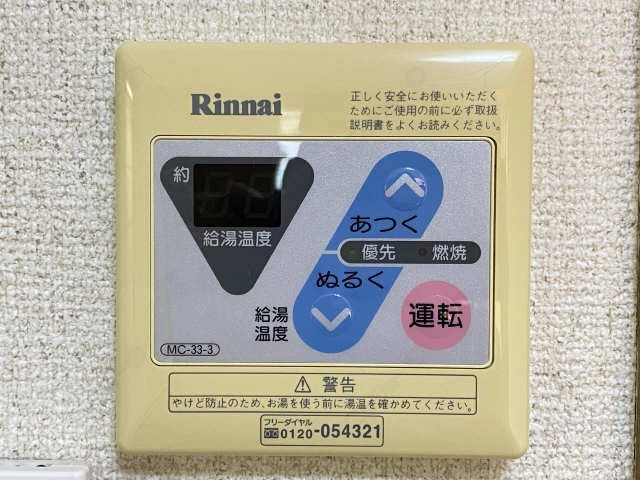 Rinnai
正しく安全にお使いいただく
ためにご使用の前に必ず取扱
説明書をよくお読みください。
約
給湯温度
あつく
優先 燃焼
ぬるく
給湯
温度
運転
MC-33-3
⚠ 警告
やけど防止のため、お湯を使う前に湯温を確かめてください。
フリーダイヤル
0120-054321